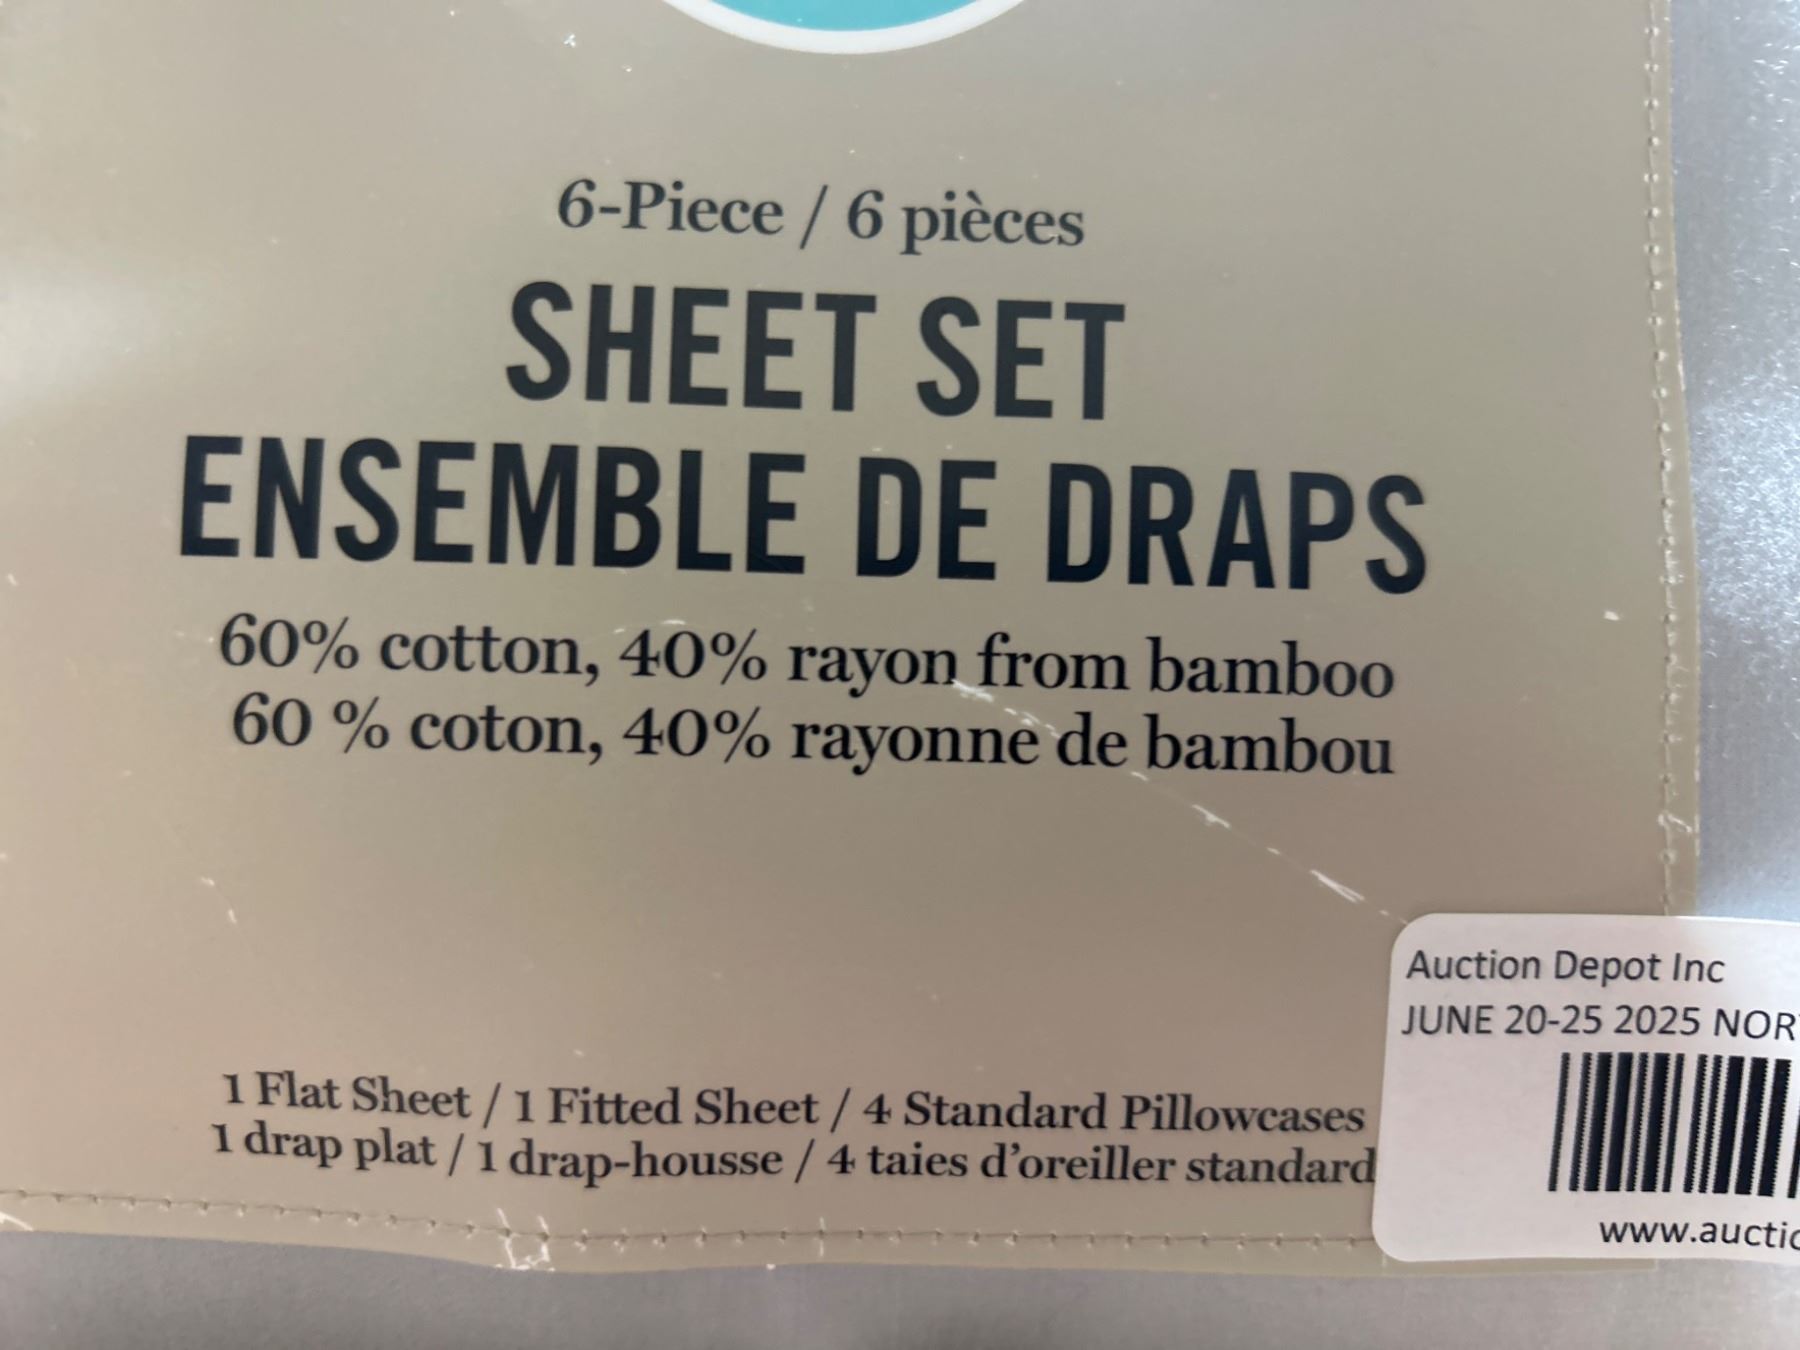 6-Piece / 6 pièces
SHEET SET
ENSEMBLE DE DRAPS
60% cotton, 40% rayon from bamboo
60 % coton, 40% rayonne de bambou
1 Flat Sheet / 1 Fitted Sheet / 4 Standard Pillowcases
1 drap plat / 1 drap-housse / 4 taies d'oreiller standard
Auction Depot Inc
JUNE 20-25 2025